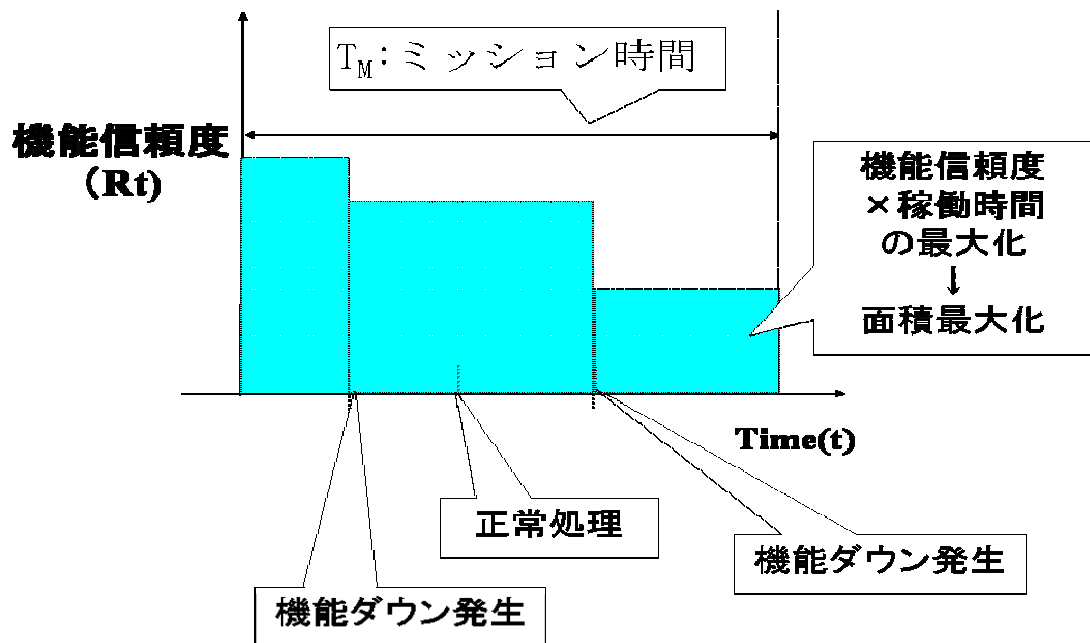 TM:ミッション時間
機能信頼度
(Rt)
機能信頼度
×稼働時間
の最大化
↓
面積最大化
Time(t)
正常処理
機能ダウン発生
機能ダウン発生